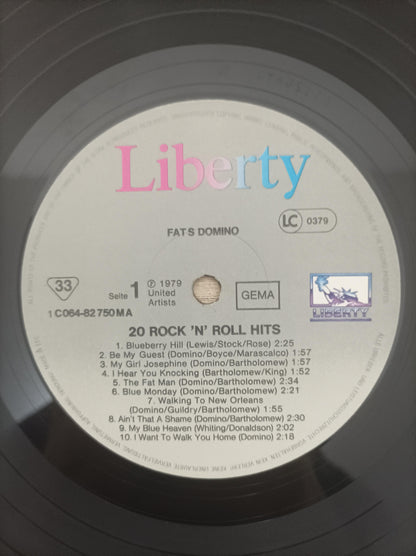 Liberty
FATS DOMINO
LC 0379
33
Seite 1
℗ 1979
United
Artists
GEMA
1 C064-82 750 MA
LIBERTY
20 ROCK 'N' ROLL HITS
1. Blueberry Hill (Lewis/Stock/Rose) 2:25
2. Be My Guest (Domino/Boyce/Marascalco) 1:57
3. My Girl Josephine (Domino/Bartholomew) 1:57
4. I Hear You Knocking (Bartholomew/King) 1:52
5. The Fat Man (Domino/Bartholomew) 2:34
6. Blue Monday (Domino/Bartholomew) 2:12
7. Walking To New Orleans
(Domino/Guildry/Bartholomew) 1:55
8. Ain't That A Shame (Domino/Bartholomew) 2:30
9. My Blue Heaven (Whiting/Donaldson) 2:02
10. I Want To Walk You Home (Domino) 2:18